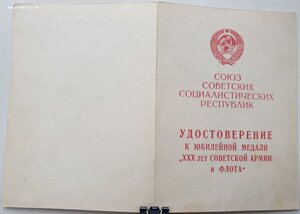 СОЮЗ
СОВЕТСКИХ
СОЦИАЛИСТИЧЕСКИХ
РЕСПУБЛИК
УДОСТОВЕРЕНИЕ
К ЮБИЛЕЙНОЙ МЕДАЛИ
„XXX ЛЕТ СОВЕТСКОЙ АРМИИ
И ФЛОТА“